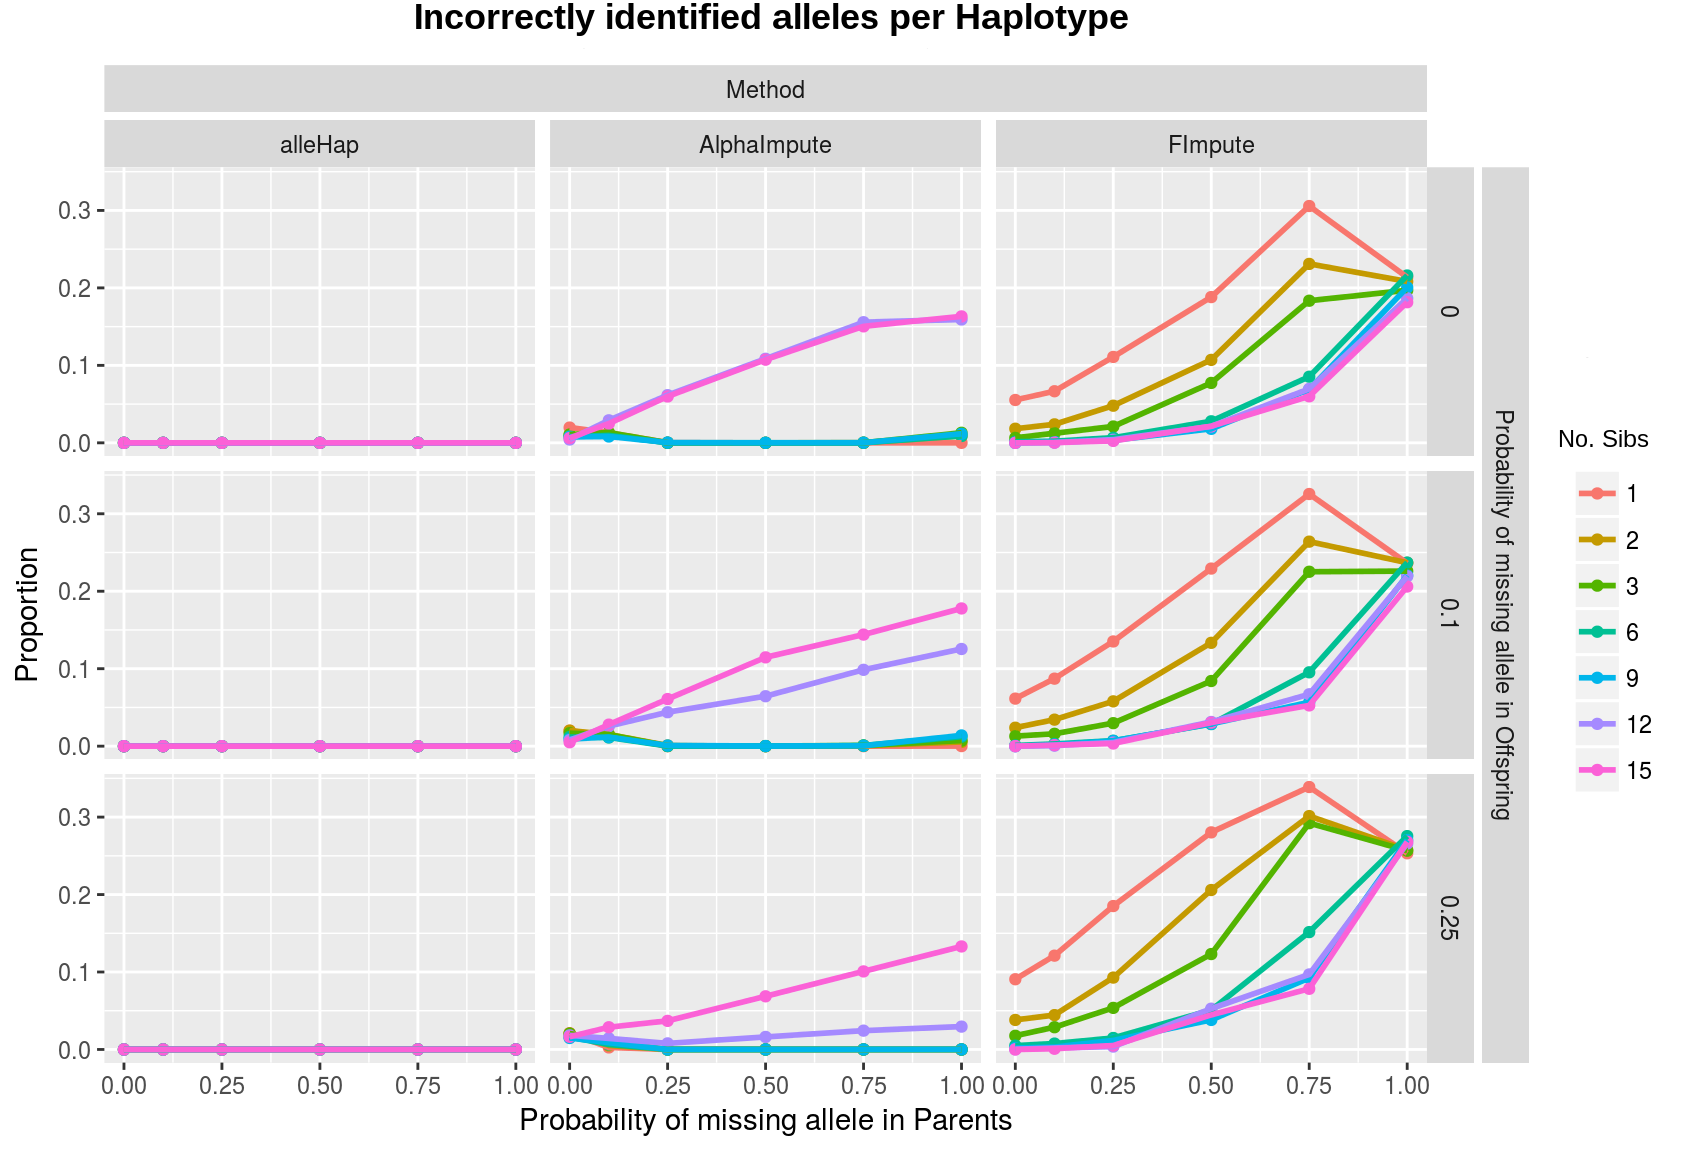 Incorrectly identified alleles per Haplotype
Method
alleHap
AlphaImpute
FImpute
0.3
0.2
0.1
0.0
0
0.3
0.2
0.1
0.0
0.1
0.3
0.2
0.1
0.0
0.25
Proportion
Probability of missing allele in Offspring
0.00 0.25 0.50 0.75 1.00
0.00 0.25 0.50 0.75 1.00
0.00 0.25 0.50 0.75 1.00
Probability of missing allele in Parents
No. Sibs
1
2
3
6
9
12
15